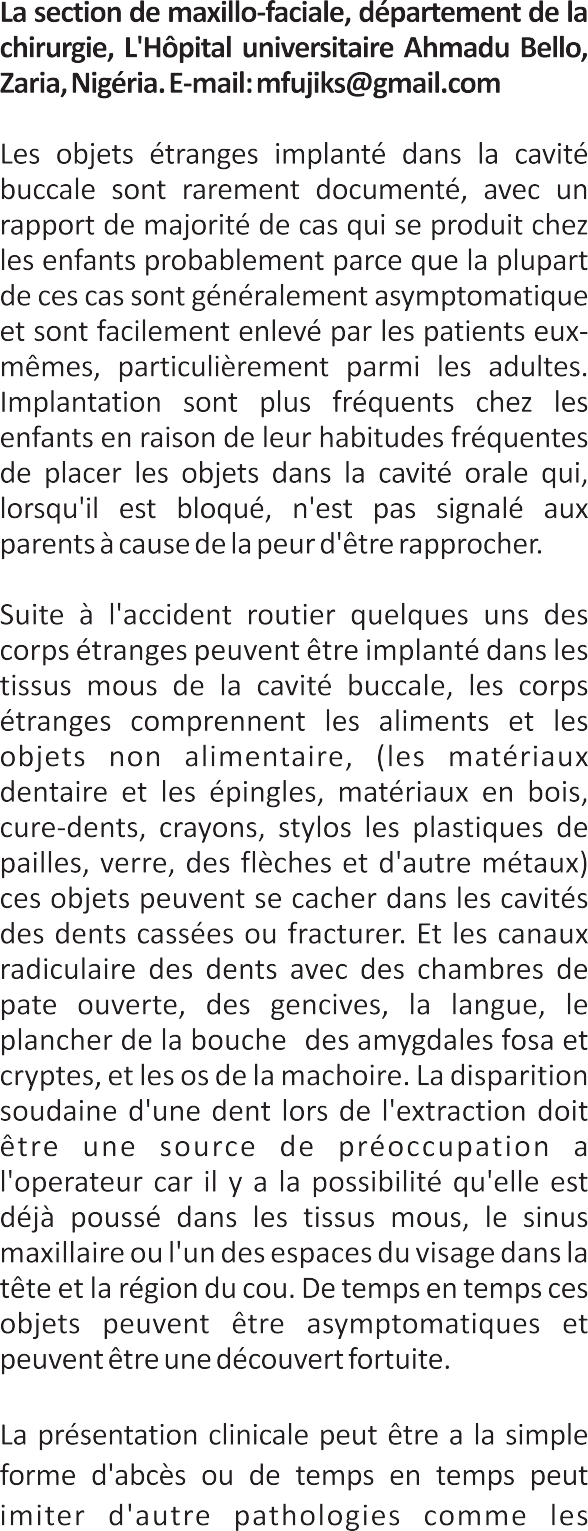 La section de maxillo-faciale, département de la
chirurgie, L'Hôpital universitaire Ahmadu Bello,
Zaria, Nigéria. E-mail: mfujiks@gmail.com
Les objets étranges implanté dans la cavité
buccale sont rarement documenté, avec un
rapport de majorité de cas qui se produit chez
les enfants probablement parce que la plupart
de ces cas sont généralement asymptomatique
et sont facilement enlevé par les patients eux-
mêmes, particulièrement parmi les adultes.
Implantation sont plus fréquents chez les
enfants en raison de leur habitudes fréquentes
de placer les objets dans la cavité orale qui,
lorsqu'il est bloqué, n'est pas signalé aux
parents à cause de la peur d'être rapprocher.
Suite à l'accident routier quelques uns des
corps étranges peuvent être implanté dans les
tissus mous de la cavité buccale, les corps
étranges comprennent les aliments et les
objets non alimentaire, (les matériaux
dentaire et les épingles, matériaux en bois,
cure-dents, crayons, stylos les plastiques de
pailles, verre, des flèches et d'autre métaux)
ces objets peuvent se cacher dans les cavités
des dents cassées ou fracturer. Et les canaux
radiculaire des dents avec des chambres de
pate ouverte, des gencives, la langue, le
plancher de la bouche des amygdales fosa et
cryptes, et les os de la machoire. La disparition
soudaine d'une dent lors de l'extraction doit
être une source de préoccupation a
l'operateur car il y a la possibilité qu'elle est
déjà poussé dans les tissus mous, le sinus
maxillaire ou l'un des espaces du visage dans la
tête et la région du cou. De temps en temps ces
objets peuvent être asymptomatiques et
peuvent être une découvert fortuite.
La présentation clinicale peut être a la simple
forme d'abcès ou de temps en temps peut
imiter d'autre pathologies comme les